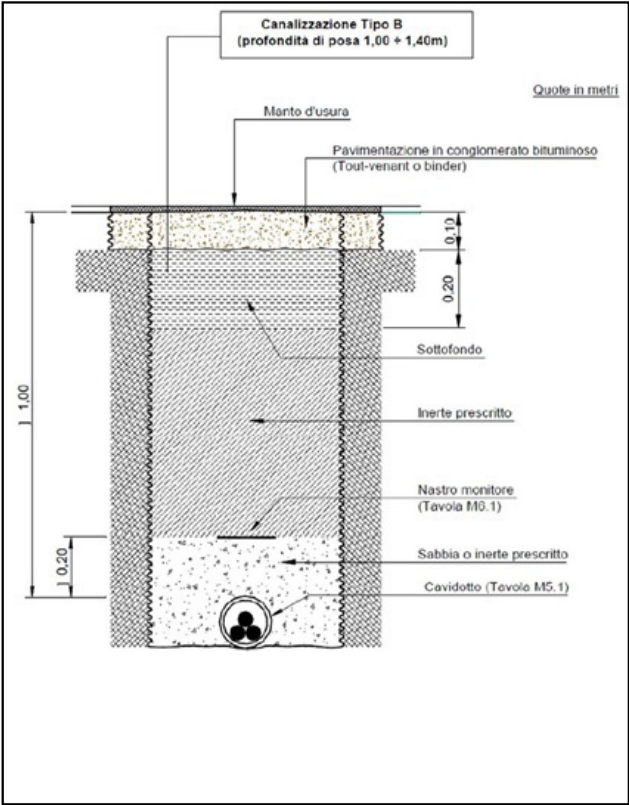 Canalizzazione Tipo B
(profondità di posa 1,00 ÷ 1,40m)
Quote in metri
Manto d'usura
Pavimentazione in conglomerato bituminoso
(Tout-venant o binder)
0,10
0,20
Sottofondo
] 1,00
Inerte prescritto
Nastro monitore
(Tavola M6.1)
] 0,20
Sabbia o inerte prescritto
Cavidotto (Tavola M5.1)